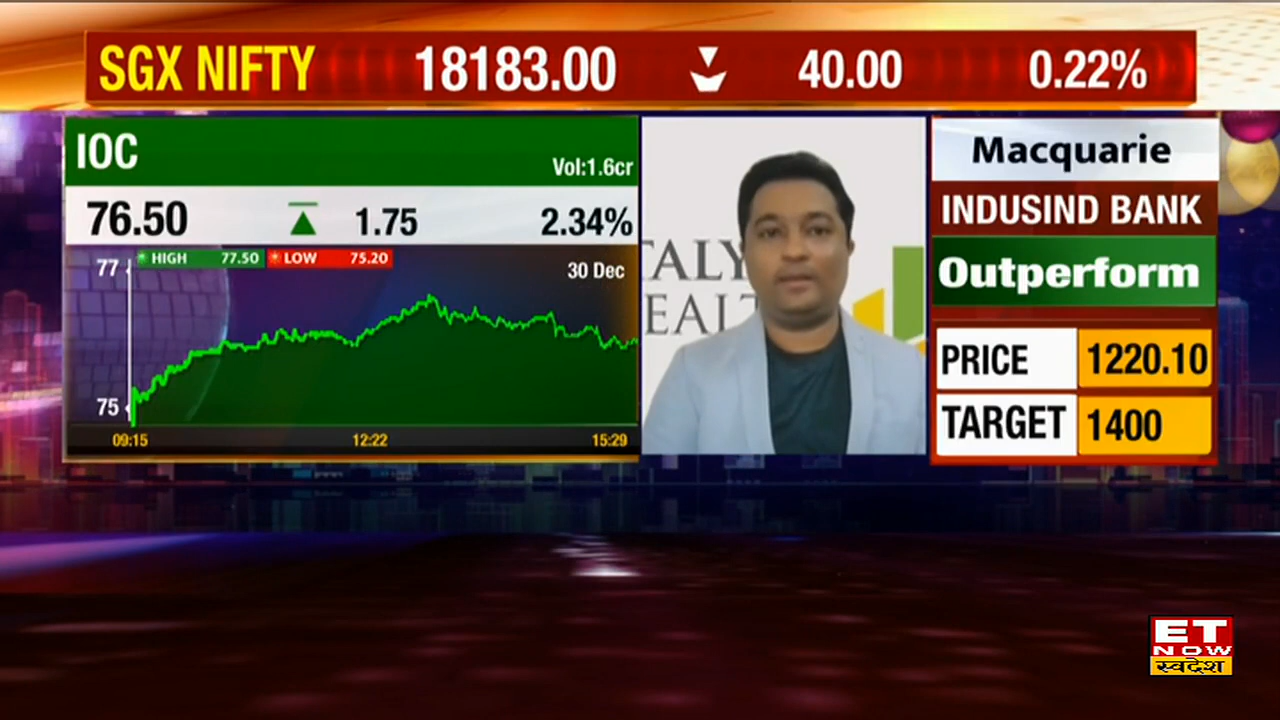 SGX NIFTY 18183.00 40.00 0.22%
IOC
Vol:1.6cr
76.50 1.75 2.34%
HIGH 77.50 LOW 75.20
30 Dec
77
75
09:15 12:22 15:29
TALY
EALT
Macquarie
INDUSIND BANK
Outperform
PRICE 1220.10
TARGET 1400
ET
NOW
स्वदेश